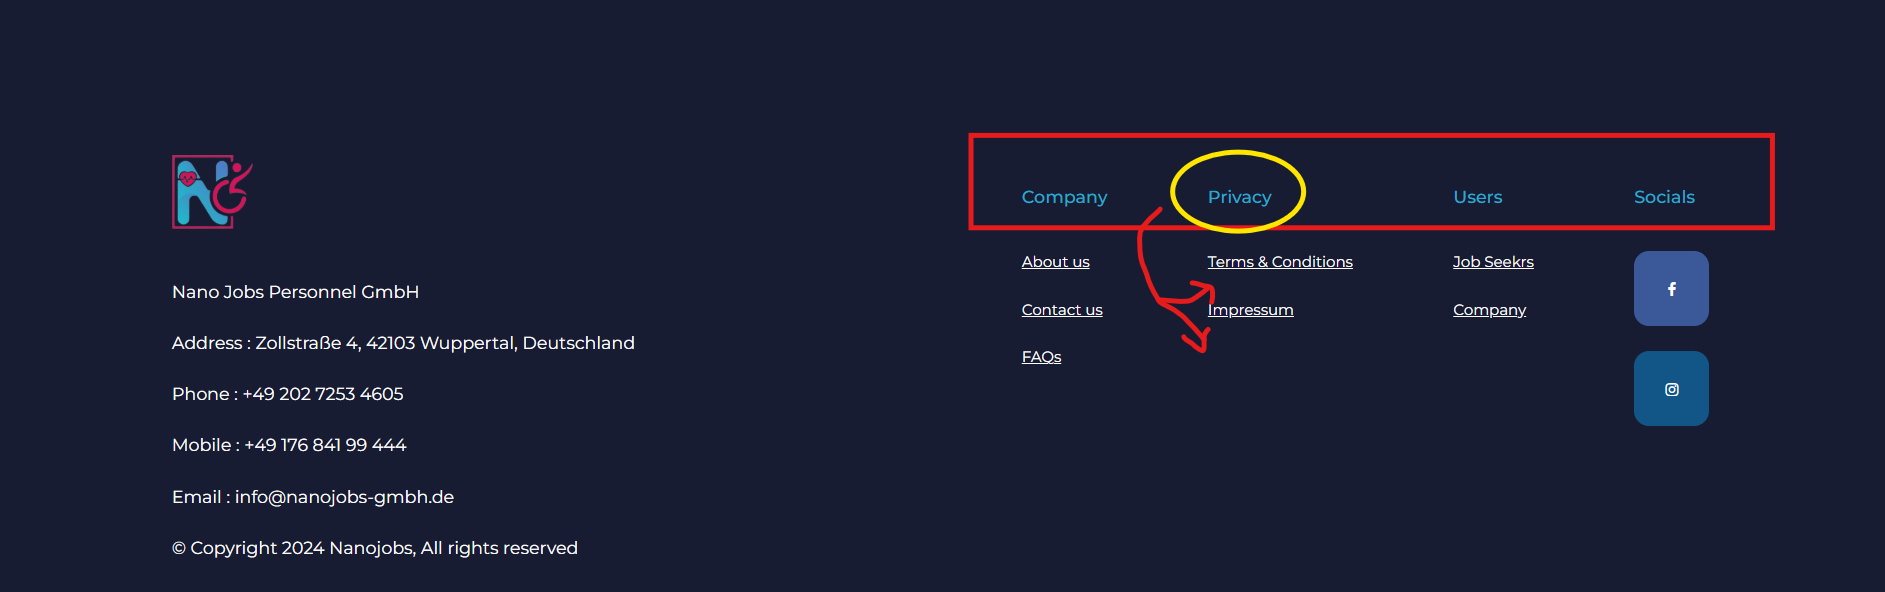 Company Privacy Users Socials
About us Terms & Conditions Job Seekrs
Contact us Impressum Company
FAQs
Nano Jobs Personnel GmbH
Address : Zollstraße 4, 42103 Wuppertal, Deutschland
Phone : +49 202 7253 4605
Mobile : +49 176 841 99 444
Email : info@nanojobs-gmbh.de
© Copyright 2024 Nanojobs, All rights reserved